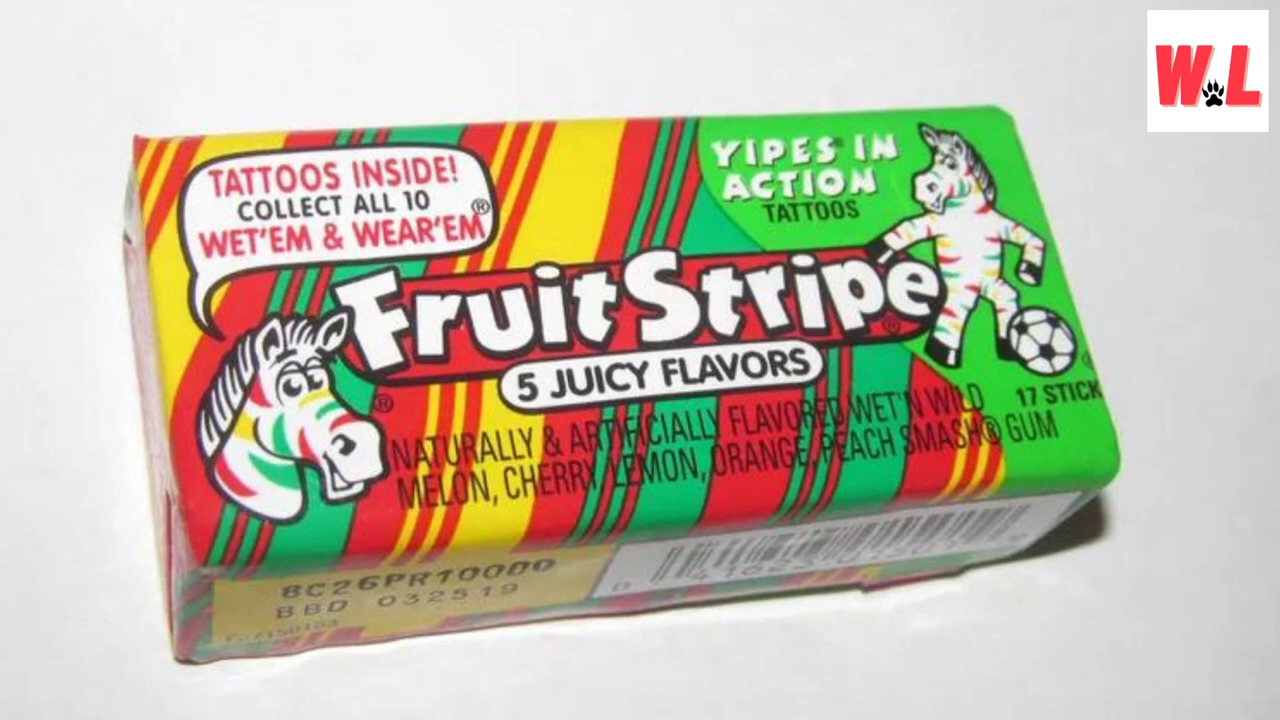 W L
TATTOOS INSIDE!
COLLECT ALL 10
WET'EM & WEAR'EM®
YIPES IN
ACTION
TATTOOS
FruitStripe®
5 JUICY FLAVORS
17 STICK
NATURALLY & ARTIFICIALLY FLAVORED WET'N WILD
MELON, CHERRY, LEMON, ORANGE, PEACH SMASH® GUM
8C26PR10000
BBD 032519